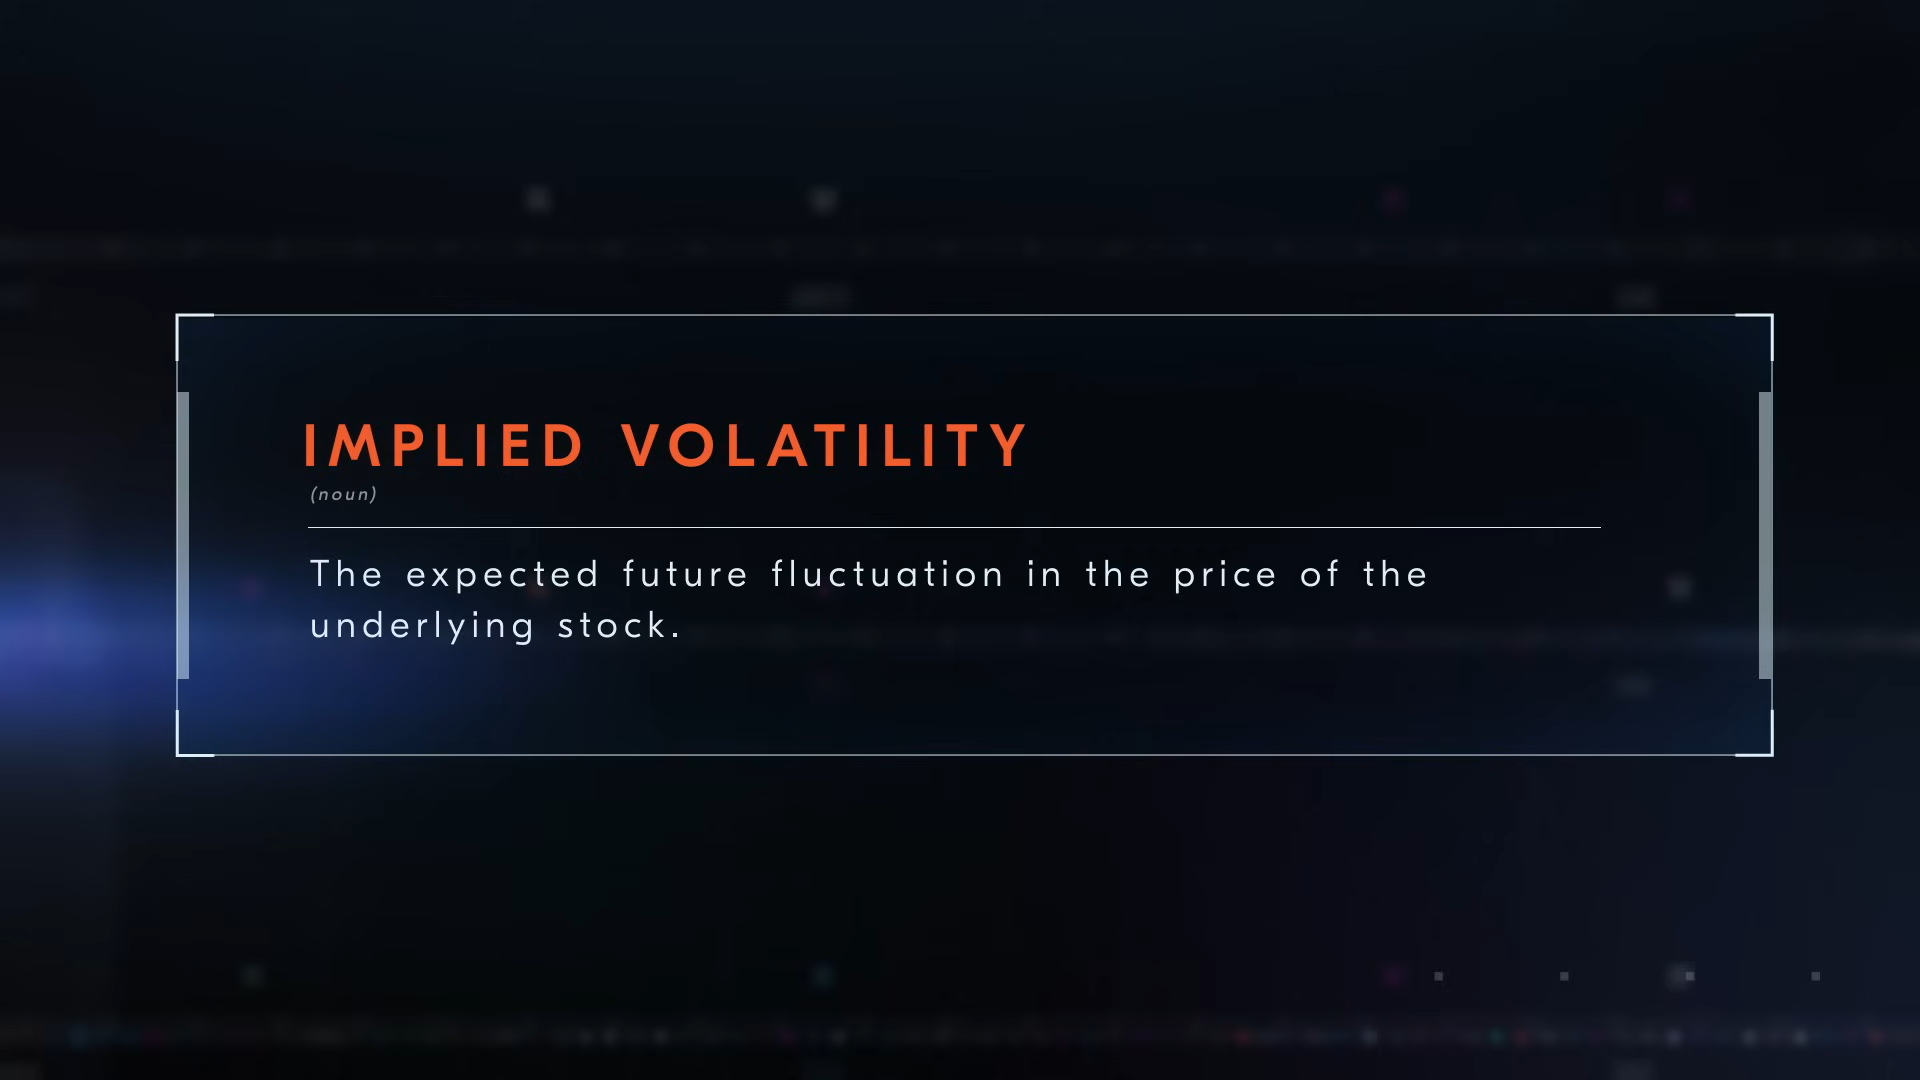 IMPLIED VOLATILITY
(noun)
The expected future fluctuation in the price of the
underlying stock.